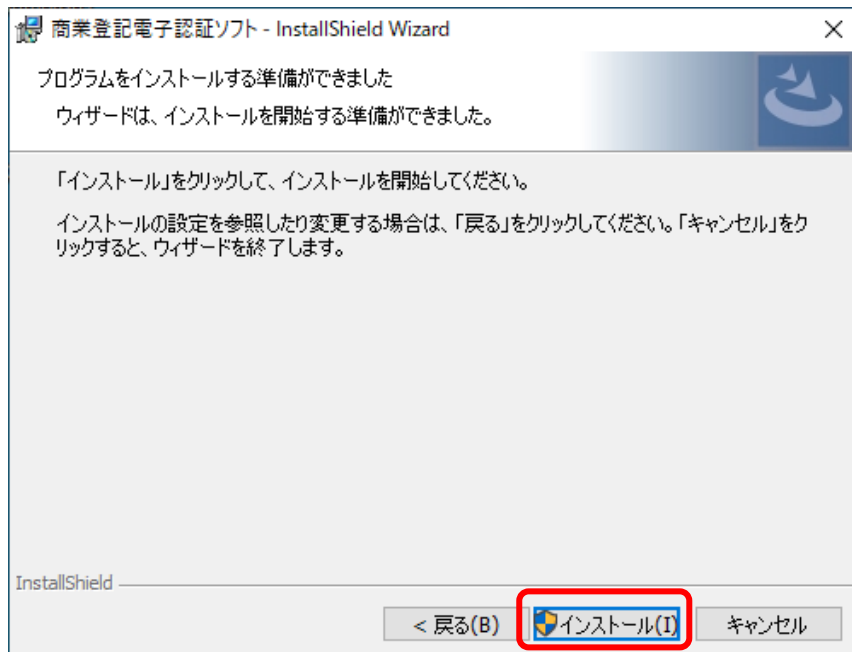 商業登記電子認証ソフト - InstallShield Wizard
プログラムをインストールする準備ができました
ウィザードは、インストールを開始する準備ができました。
「インストール」をクリックして、インストールを開始してください。
インストールの設定を参照したり変更する場合は、「戻る」をクリックしてください。「キャンセル」をク
リックすると、ウィザードを終了します。
InstallShield
< 戻る(B)
インストール(I)
キャンセル